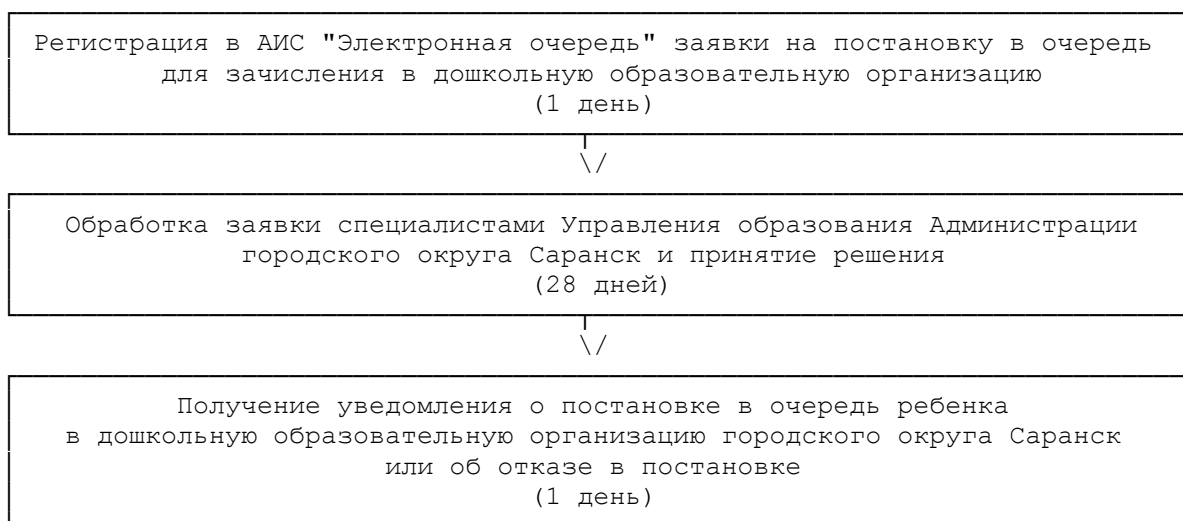 Регистрация в АИС "Электронная очередь" заявки на постановку в очередь
для зачисления в дошкольную образовательную организацию
(1 день)
\/
Обработка заявки специалистами Управления образования Администрации
городского округа Саранск и принятие решения
(28 дней)
\/
Получение уведомления о постановке в очередь ребенка
в дошкольную образовательную организацию городского округа Саранск
или об отказе в постановке
(1 день)